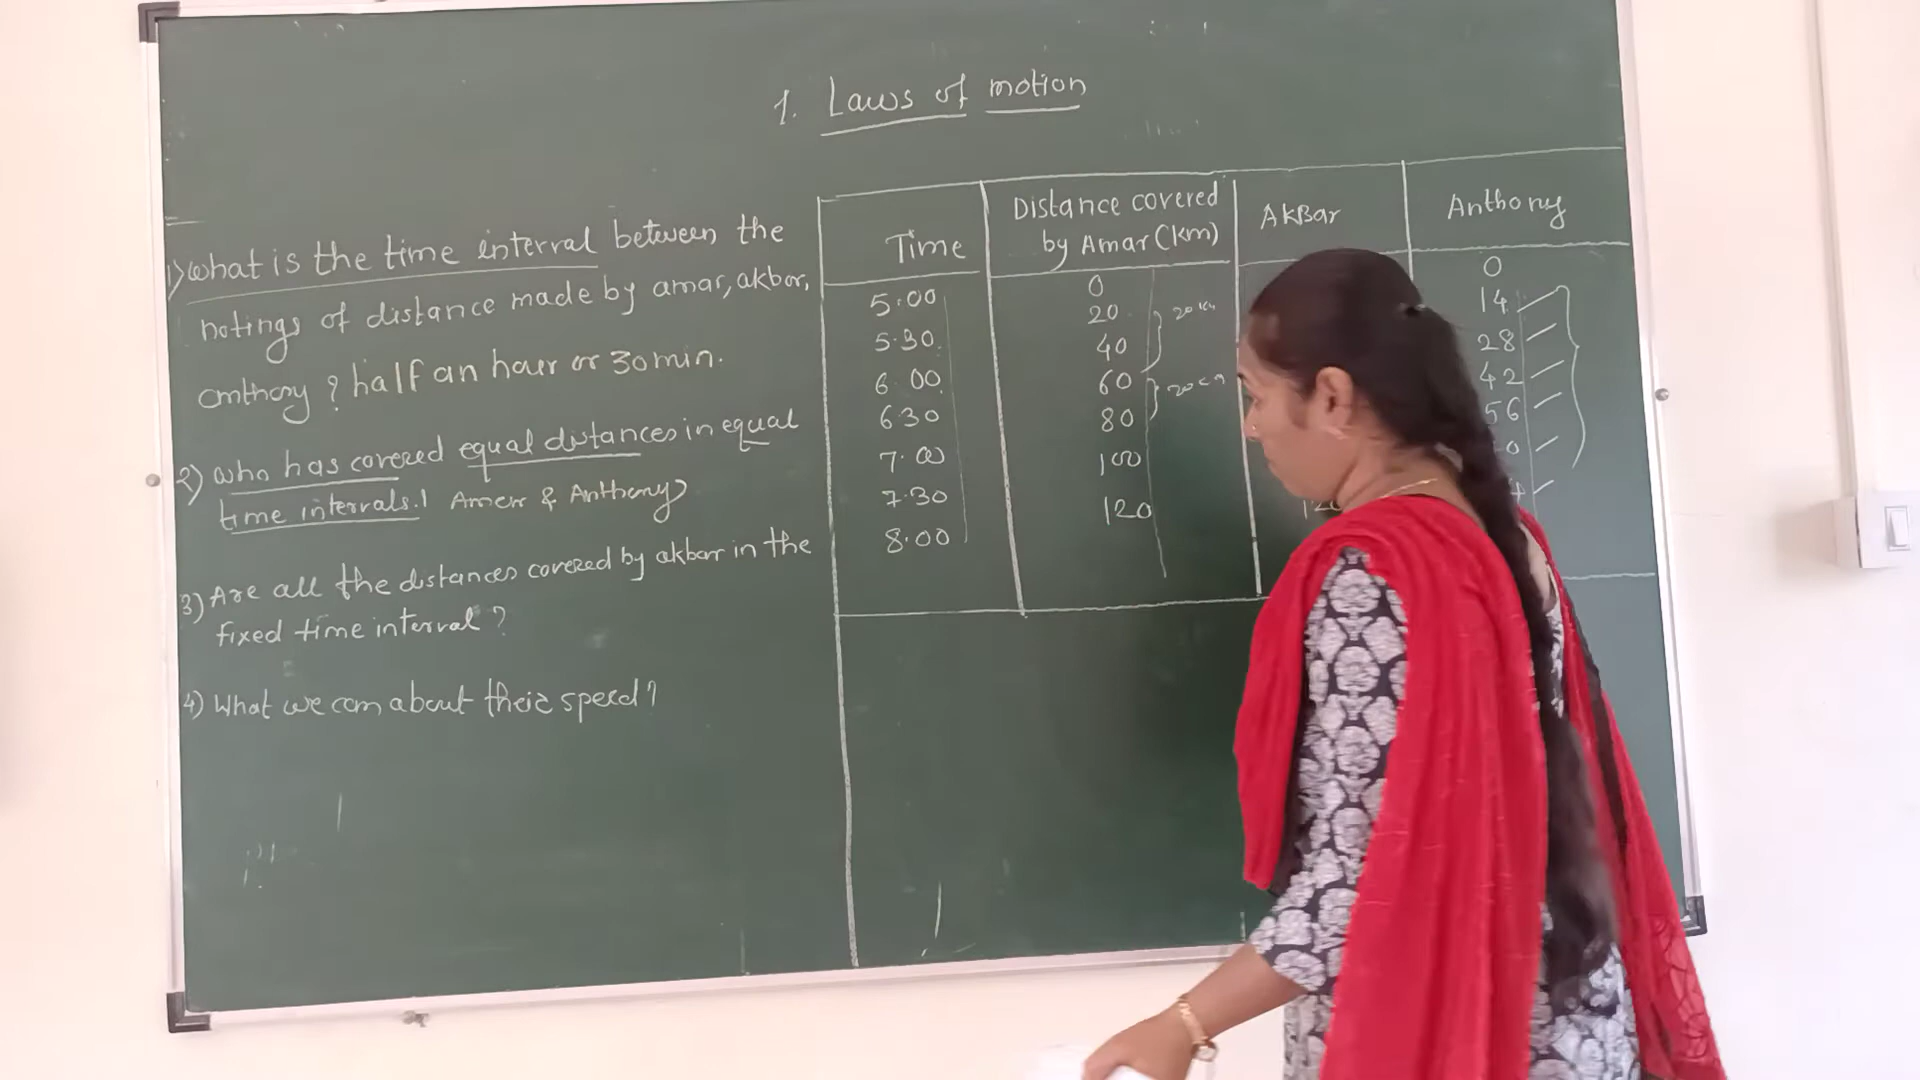 1. Laws of motion
1) what is the time interval between the
notings of distance made by amar, akbar,
anthony ? half an hour or 30 min.
2) who has covered equal distances in equal
time intervals.! Amar & Anthony
3) Are all the distances covered by akbar in the
fixed time interval ?
4) What we can about their speed ?
Time
5.00
5.30
6.00
6.30
7.00
7.30
8.00
Distance covered
by Amar (km)
0
20
40
60
80
100
120
20 km
AkBar
120
Anthony
0
14
28
42
56